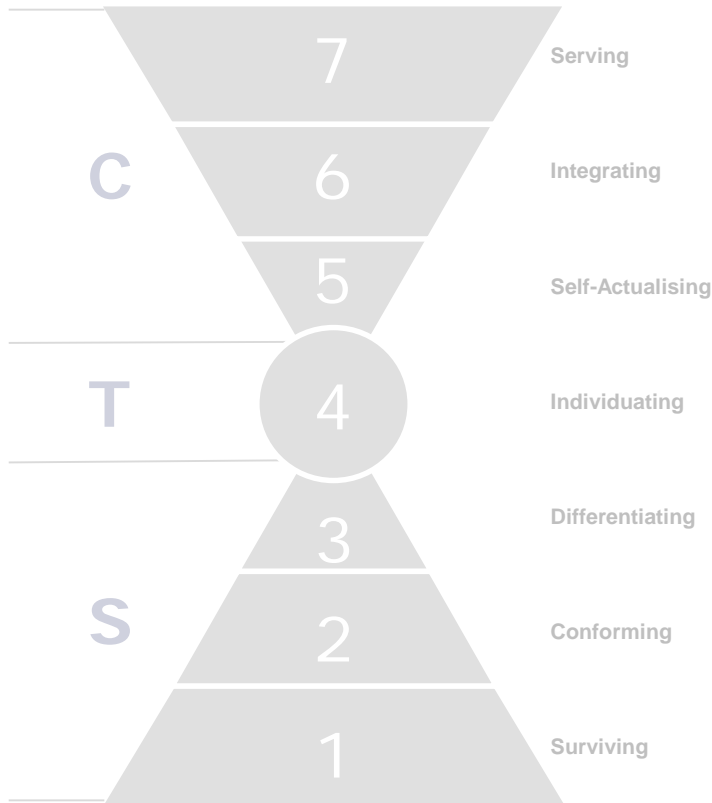 7 Serving
C 6 Integrating
5 Self-Actualising
T 4 Individuating
3 Differentiating
S 2 Conforming
1 Surviving